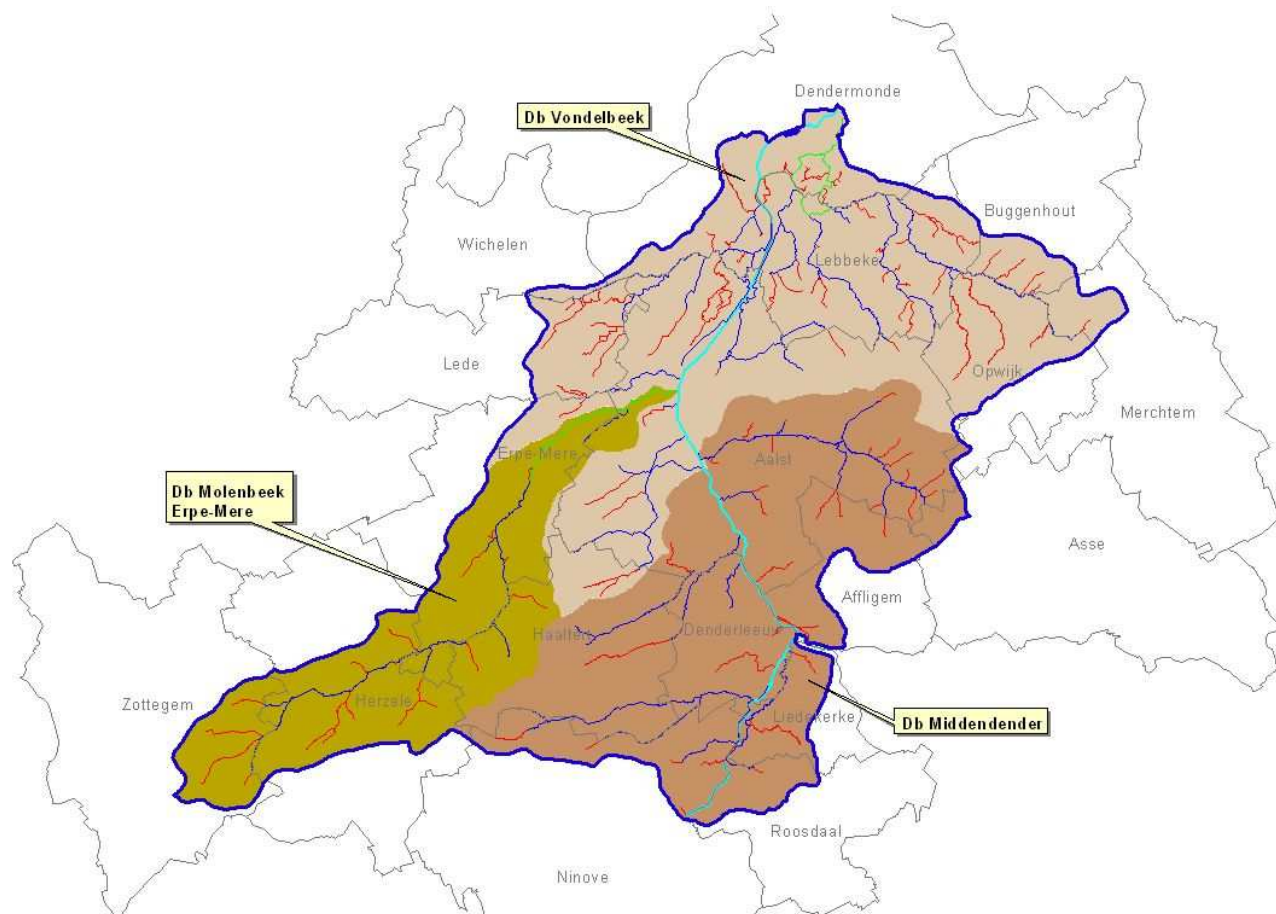 Dendermonde
Db Vondelbeek
Buggenhout
Wichelen
Lebbeke
Lede
Opwijk
Merchtem
Erpe-Mere
Aalst
Db Molenbeek
Erpe-Mere
Asse
Affligem
Haaltert
Denderleeuw
Zottegem
Herzele
Liedekerke
Db Middendender
Roosdaal
Ninove